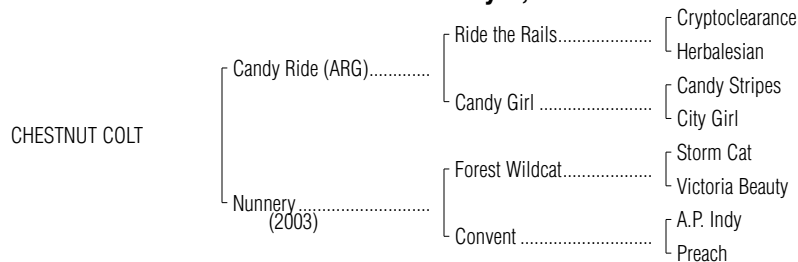 Cryptoclearance
Ride the Rails
Herbalesian
Candy Ride (ARG)
Candy Stripes
Candy Girl
City Girl
CHESTNUT COLT
Storm Cat
Forest Wildcat
Victoria Beauty
Nunnery
(2003)
A.P. Indy
Convent
Preach